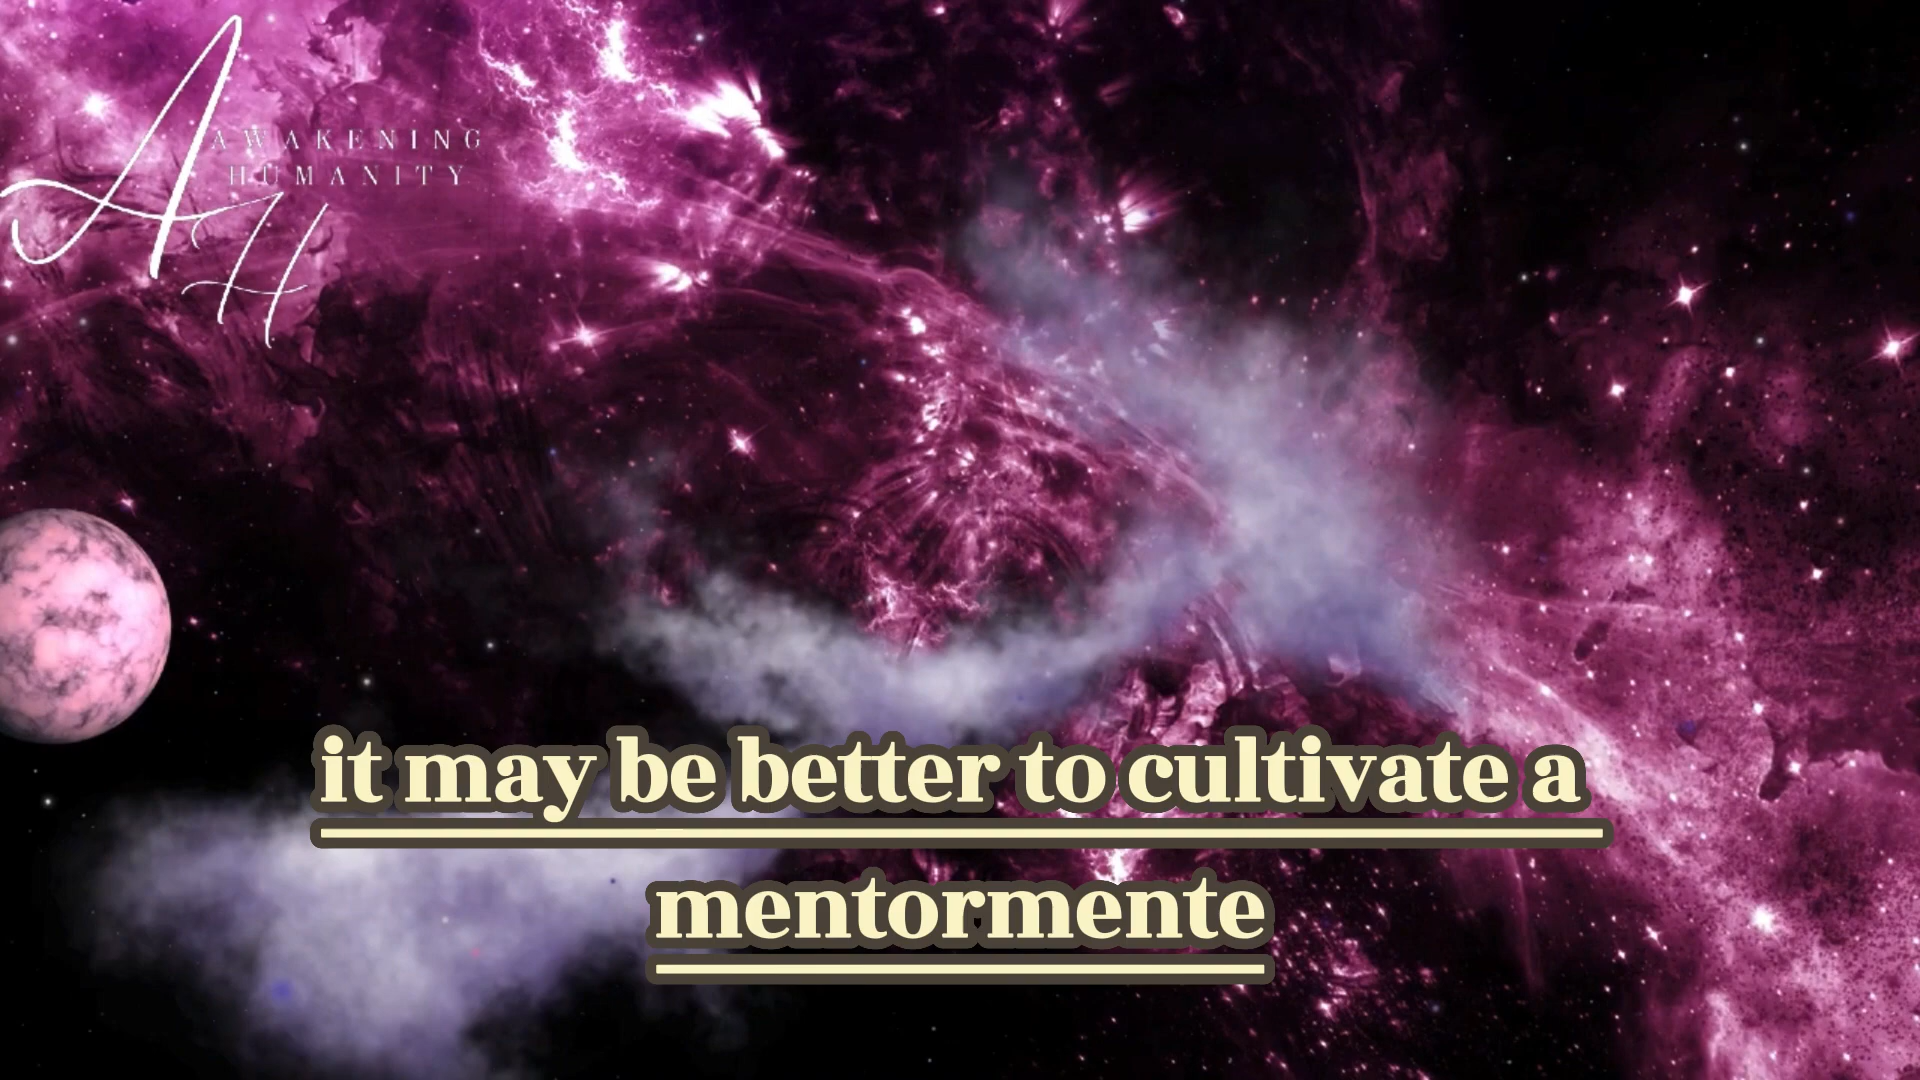 AWAKENING
HUMANITY
AH
it may be better to cultivate a
mentormente